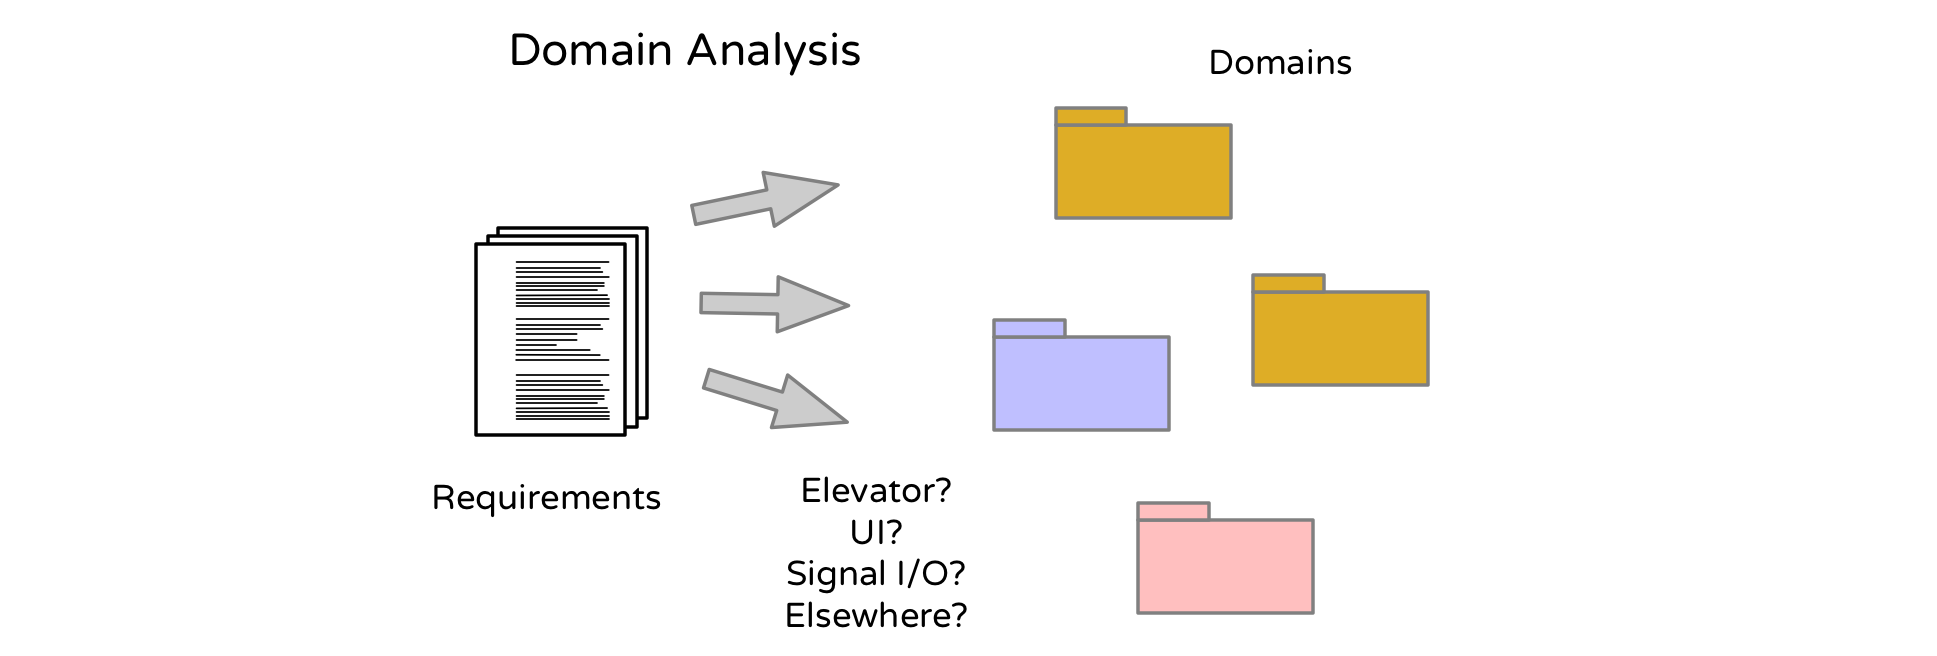 Domain Analysis
Domains
Requirements
Elevator?
UI?
Signal I/O?
Elsewhere?